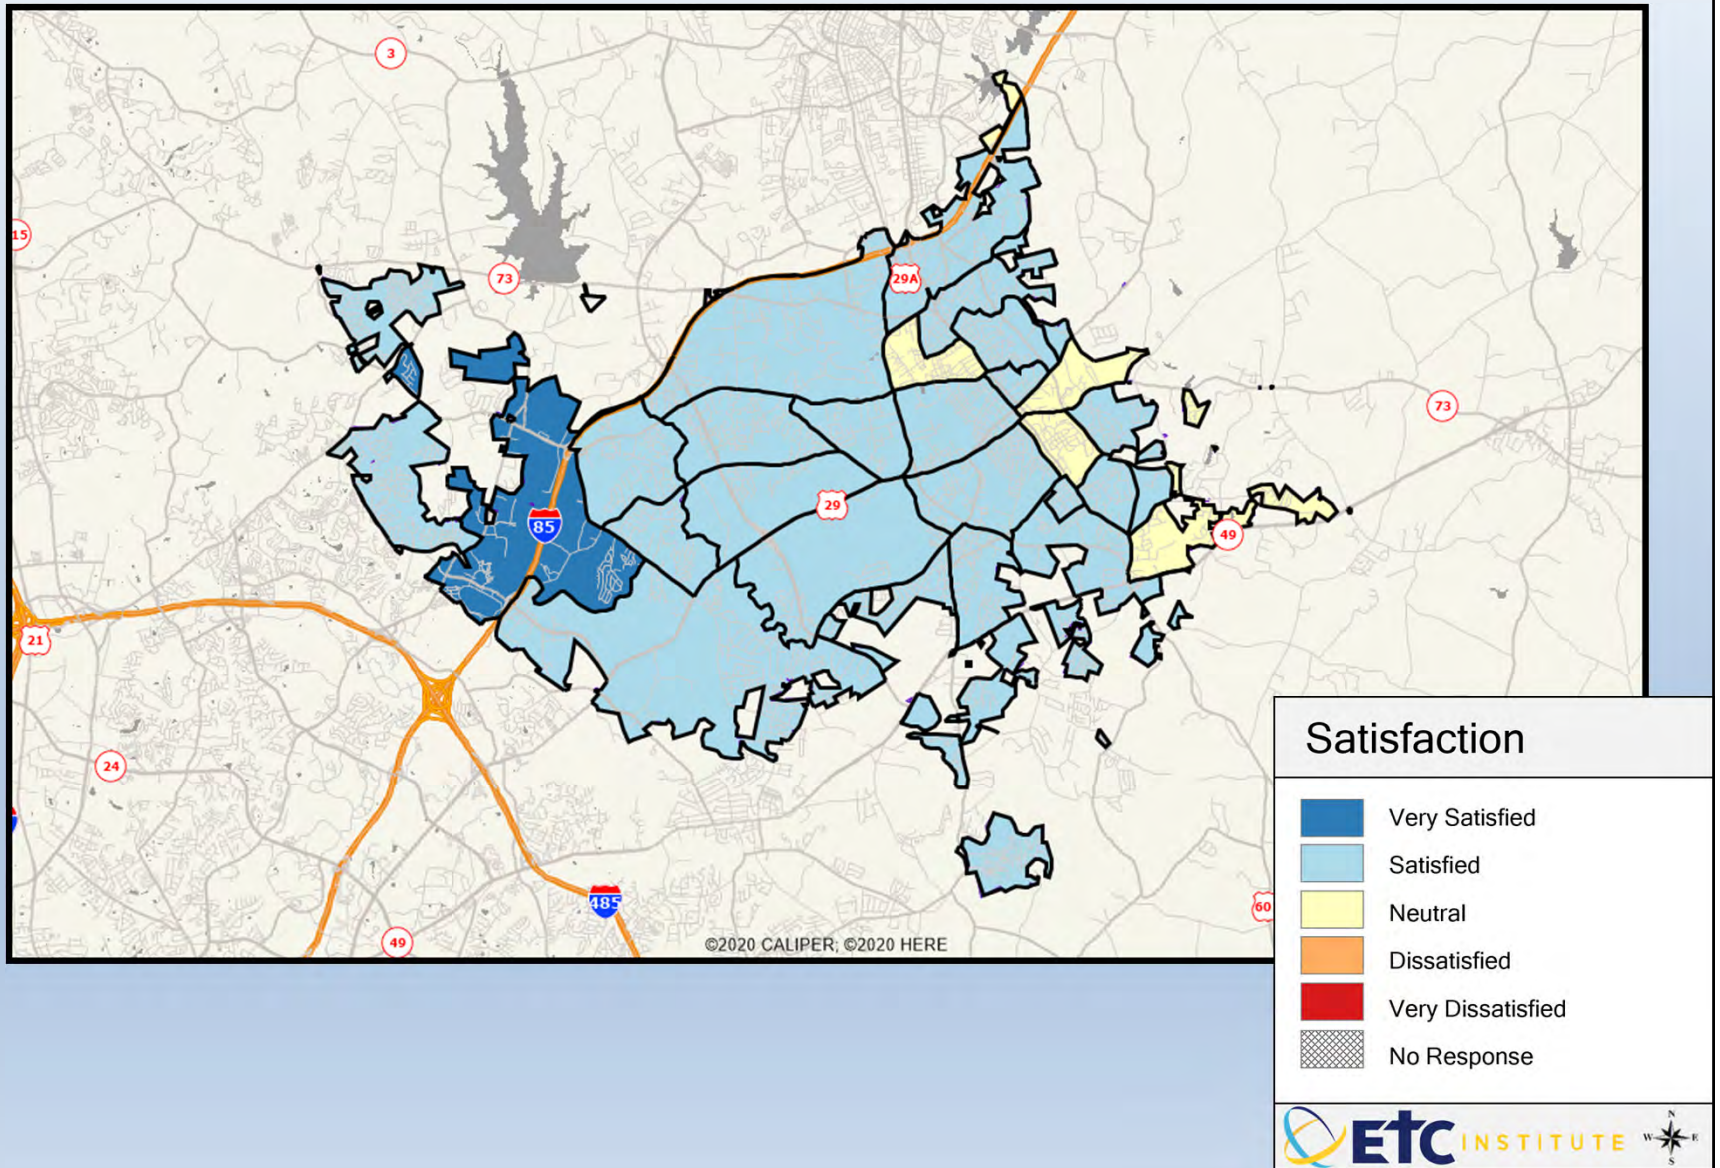 3
15
73
29A
73
29
85
49
21
24
485
49
60
©2020 CALIPER; ©2020 HERE
Satisfaction
Very Satisfied
Satisfied
Neutral
Dissatisfied
Very Dissatisfied
No Response
ETC INSTITUTE
N
W E
S